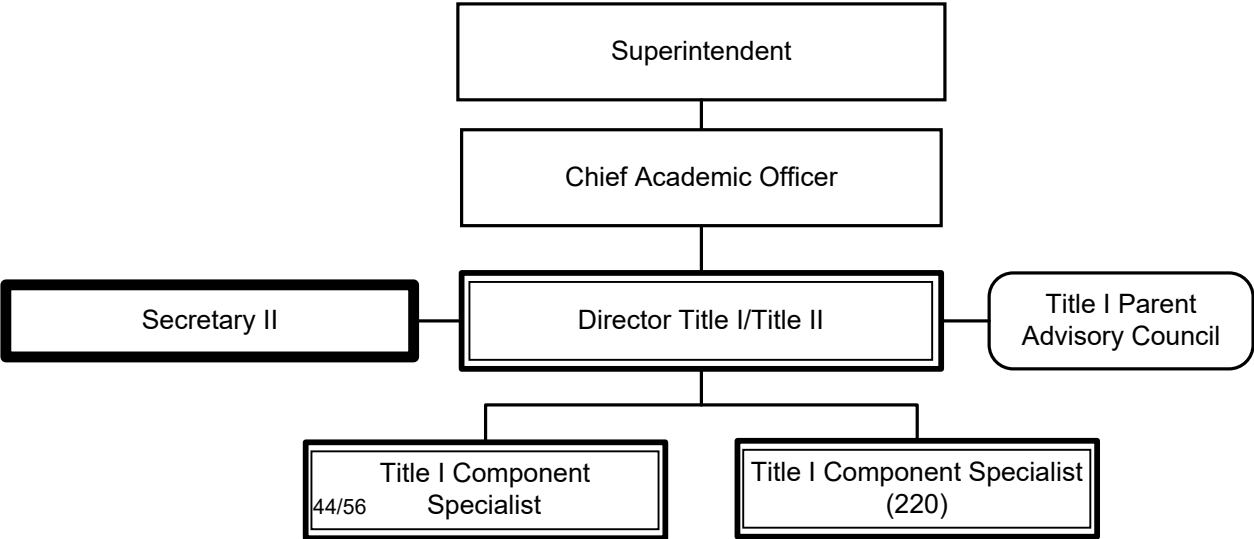 Superintendent
Chief Academic Officer
Secretary II
Director Title I/Title II
Title I Parent
Advisory Council
Title I Component
Specialist
44/56
Title I Component Specialist
(220)